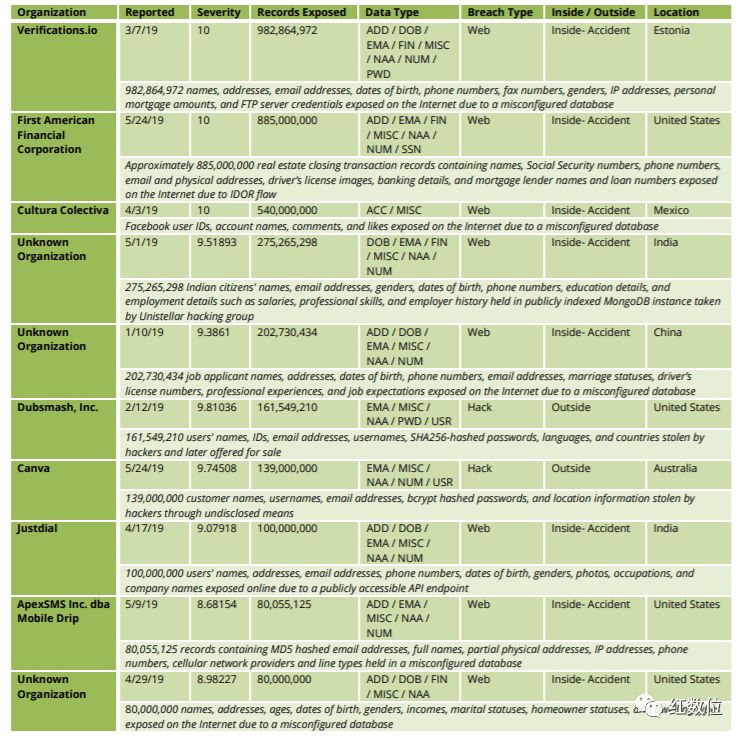 Organization Reported Severity Records Exposed Data Type Breach Type Inside / Outside Location
Verifications.io 3/7/19 10 982,864,972 ADD / DOB / Web Inside- Accident Estonia
EMA / FIN / MISC
/ NAA / NUM /
PWD
982,864,972 names, addresses, email addresses, dates of birth, phone numbers, fax numbers, genders, IP addresses, personal
mortgage amounts, and FTP server credentials exposed on the Internet due to a misconfigured database
First American 5/24/19 10 885,000,000 ADD / EMA / FIN Web Inside- Accident United States
Financial / MISC / NAA /
Corporation NUM / SSN
Approximately 885,000,000 real estate closing transaction records containing names, Social Security numbers, phone numbers,
email and physical addresses, driver's license images, banking details, and mortgage lender names and loan numbers exposed
on the Internet due to IDOR flaw
Cultura Colectiva 4/3/19 10 540,000,000 ACC / MISC Web Inside- Accident Mexico
Facebook user IDs, account names, comments, and likes exposed on the Internet due to a misconfigured database
Unknown 5/1/19 9.51893 275,265,298 DOB / EMA / FIN Web Inside- Accident India
Organization / MISC / NAA /
NUM
275,265,298 Indian citizens' names, email addresses, genders, dates of birth, phone numbers, education details, and
employment details such as salaries, professional skills, and employer history held in publicly indexed MongoDB instance taken
by Unistellar hacking group
Unknown 1/10/19 9.3861 202,730,434 ADD / DOB / Web Inside- Accident China
Organization EMA / MISC /
NAA / NUM
202,730,434 job applicant names, addresses, dates of birth, phone numbers, email addresses, marriage statuses, driver's
license numbers, professional experiences, and job expectations exposed on the Internet due to a misconfigured database
Dubsmash, Inc. 2/12/19 9.81036 161,549,210 EMA / MISC / Hack Outside United States
NAA / PWD / USR
161,549,210 users' names, IDs, email addresses, usernames, SHA256-hashed passwords, languages, and countries stolen by
hackers and later offered for sale
Canva 5/24/19 9.74508 139,000,000 EMA / MISC / Hack Outside Australia
NAA / NUM / USR
139,000,000 customer names, usernames, email addresses, bcrypt hashed passwords, and location information stolen by
hackers through undisclosed means
Justdial 4/17/19 9.07918 100,000,000 ADD / DOB / Web Inside- Accident India
EMA / MISC /
NAA / NUM
100,000,000 users' names, addresses, email addresses, phone numbers, dates of birth, genders, photos, occupations, and
company names exposed online due to a publicly accessible API endpoint
ApexSMS Inc. dba 5/9/19 8.68154 80,055,125 ADD / EMA / Web Inside- Accident United States
Mobile Drip MISC / NAA /
NUM
80,055,125 records containing MD5 hashed email addresses, full names, partial physical addresses, IP addresses, phone
numbers, cellular network providers and line types held in a misconfigured database
Unknown 4/29/19 8.98227 80,000,000 ADD / DOB / FIN Web Inside- Accident United States
Organization / MISC / NAA
80,000,000 names, addresses, ages, dates of birth, genders, incomes, marital statuses, homeowner statuses,
exposed on the Internet due to a misconfigured database
红数位